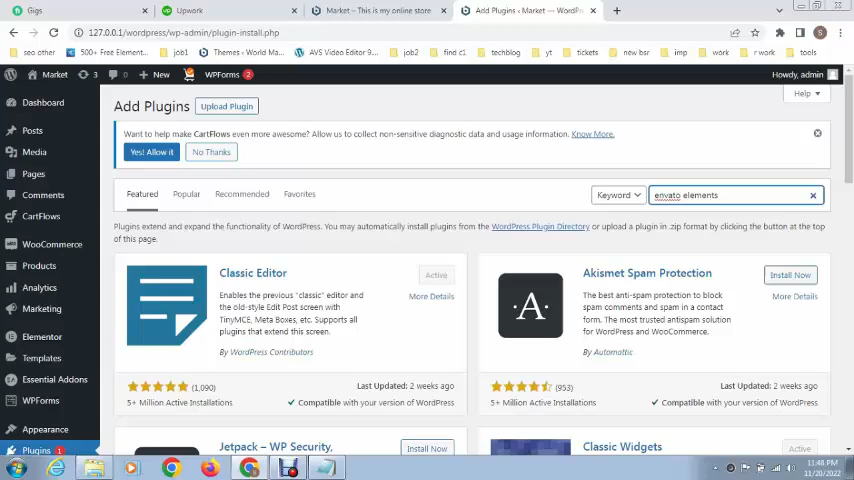 Gigs
Upwork
Market – This is my online store
Add Plugins ‹ Market — WordPr
127.0.0.1/wordpress/wp-admin/plugin-install.php
S
seo other
500+ Free Element...
job1
Themes · World Ma...
AVS Video Editor 9...
job2
find c1
techblog
yt
tickets
new bsr
imp
work
r work
tools
Market
3
0
New
WPForms 2
Howdy, admin
Dashboard
Posts
Media
Pages
Comments
CartFlows
WooCommerce
Products
Analytics
Marketing
Elementor
Templates
Essential Addons
WPForms
Appearance
Plugins 1
Help
Add Plugins
Upload Plugin
Want to help make CartFlows even more awesome? Allow us to collect non-sensitive diagnostic data and usage information. Know More.
Yes! Allow it
No Thanks
Featured
Popular
Recommended
Favorites
Keyword
envato elements
Plugins extend and expand the functionality of WordPress. You may automatically install plugins from the WordPress Plugin Directory or upload a plugin in .zip format by clicking the button at the
top of this page.
Classic Editor
Active
More Details
Enables the previous "classic" editor and
the old-style Edit Post screen with
TinyMCE, Meta Boxes, etc. Supports all
plugins that extend this screen.
By WordPress Contributors
(1,090)
Last Updated: 2 weeks ago
5+ Million Active Installations
Compatible with your version of WordPress
Akismet Spam Protection
Install Now
More Details
The best anti-spam protection to block
spam comments and spam in a contact
form. The most trusted antispam solution
for WordPress and WooCommerce.
By Automattic
(953)
Last Updated: 2 weeks ago
5+ Million Active Installations
Compatible with your version of WordPress
Jetpack – WP Security,
Install Now
Classic Widgets
Active
11:48 PM
11/20/2022